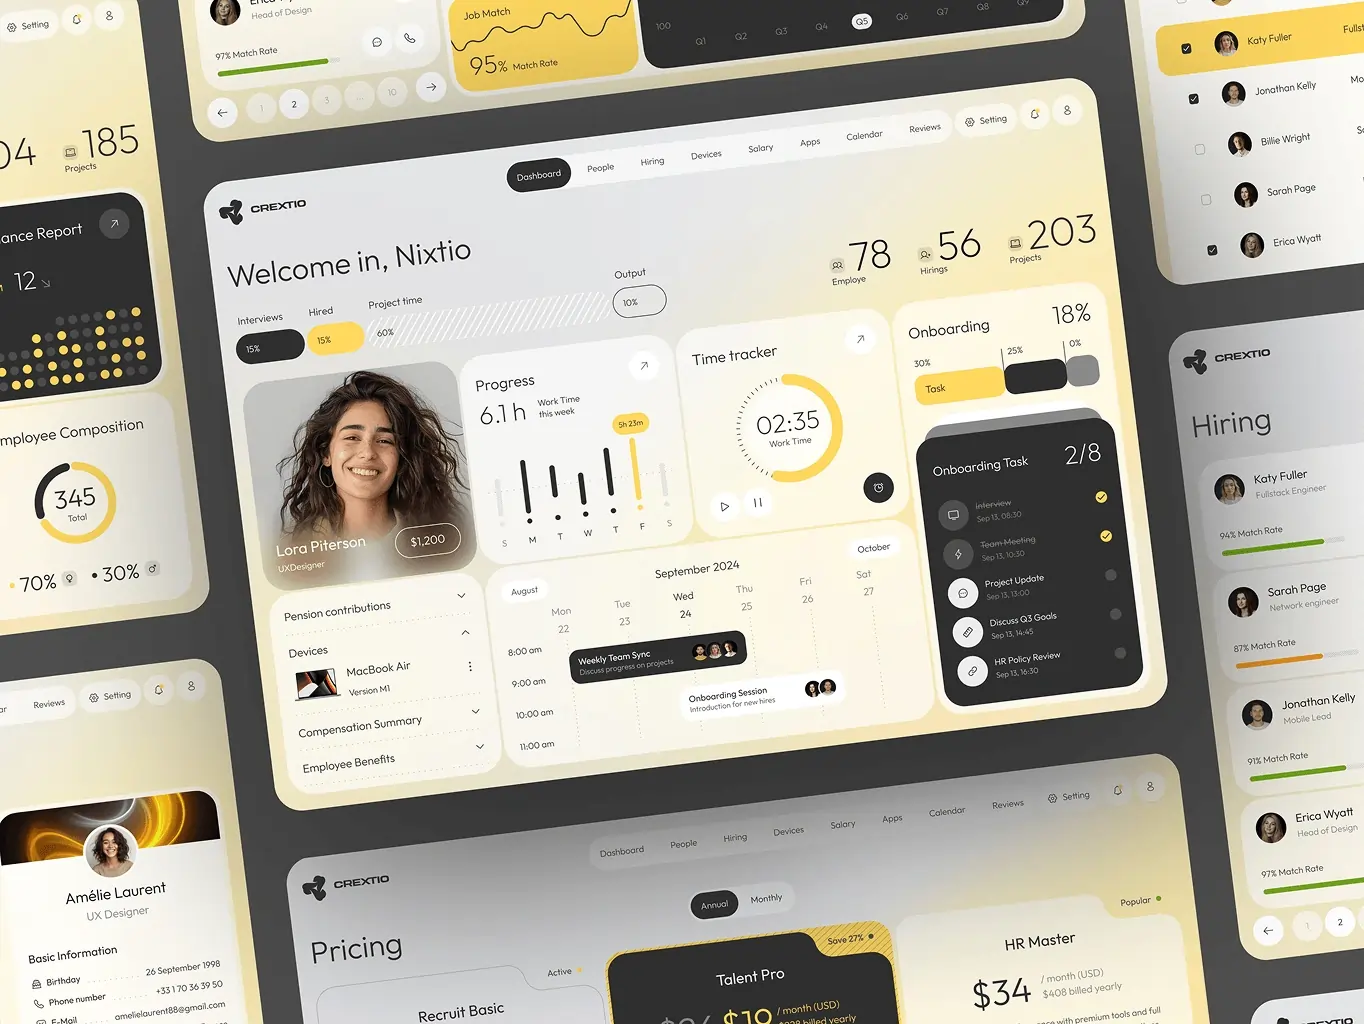 Setting
04
185
Projects
ance Report
12
mployee Composition
345
Total
70%
30%
Reviews
Setting
Amélie Laurent
UX Designer
Basic Information
Birthday
26 September 1998
Phone number
+33 1 70 36 39 50
E-Mail
amelielaurent88@gmail.com
Head of Design
97% Match Rate
1
2
3
...
10
Job Match
95% Match Rate
100
Q1
Q2
Q3
Q4
Q5
Q6
Q7
Q8
Q9
CREXTIO
Dashboard
People
Hiring
Devices
Salary
Apps
Calendar
Reviews
Setting
Welcome in, Nixtio
78
Employe
56
Hirings
203
Projects
Interviews
15%
Hired
15%
Project time
60%
Output
10%
Lora Piterson
UXDesigner
$1,200
Pension contributions
Devices
MacBook Air
Version M1
Compensation Summary
Employee Benefits
Progress
6.1 h
Work Time
this week
5h 23m
S
M
T
W
T
F
S
Time tracker
02:35
Work Time
Onboarding
18%
30%
25%
0%
Task
Onboarding Task
2/8
Interview
Sep 13, 08:30
Team Meeting
Sep 13, 10:30
Project Update
Sep 13, 13:00
Discuss Q3 Goals
Sep 13, 14:45
HR Policy Review
Sep 13, 16:30
August
September 2024
October
Mon
22
Tue
23
Wed
24
Thu
25
Fri
26
Sat
27
8:00 am
9:00 am
10:00 am
11:00 am
Weekly Team Sync
Discuss progress on projects
Onboarding Session
Introduction for new hires
Katy Fuller
Jonathan Kelly
Billie Wright
Sarah Page
Erica Wyatt
CREXTIO
Hiring
Katy Fuller
Fullstack Engineer
94% Match Rate
Sarah Page
Network engineer
87% Match Rate
Jonathan Kelly
Mobile Lead
91% Match Rate
Erica Wyatt
Head of Design
97% Match Rate
1
2
CREXTIO
CREXTIO
Dashboard
People
Hiring
Devices
Salary
Apps
Calendar
Reviews
Setting
Pricing
Annual
Monthly
Active
Recruit Basic
Save 27%
Talent Pro
$19
/ month (USD)
billed yearly
Popular
HR Master
$34
/ month (USD)
$408 billed yearly
with premium tools and full